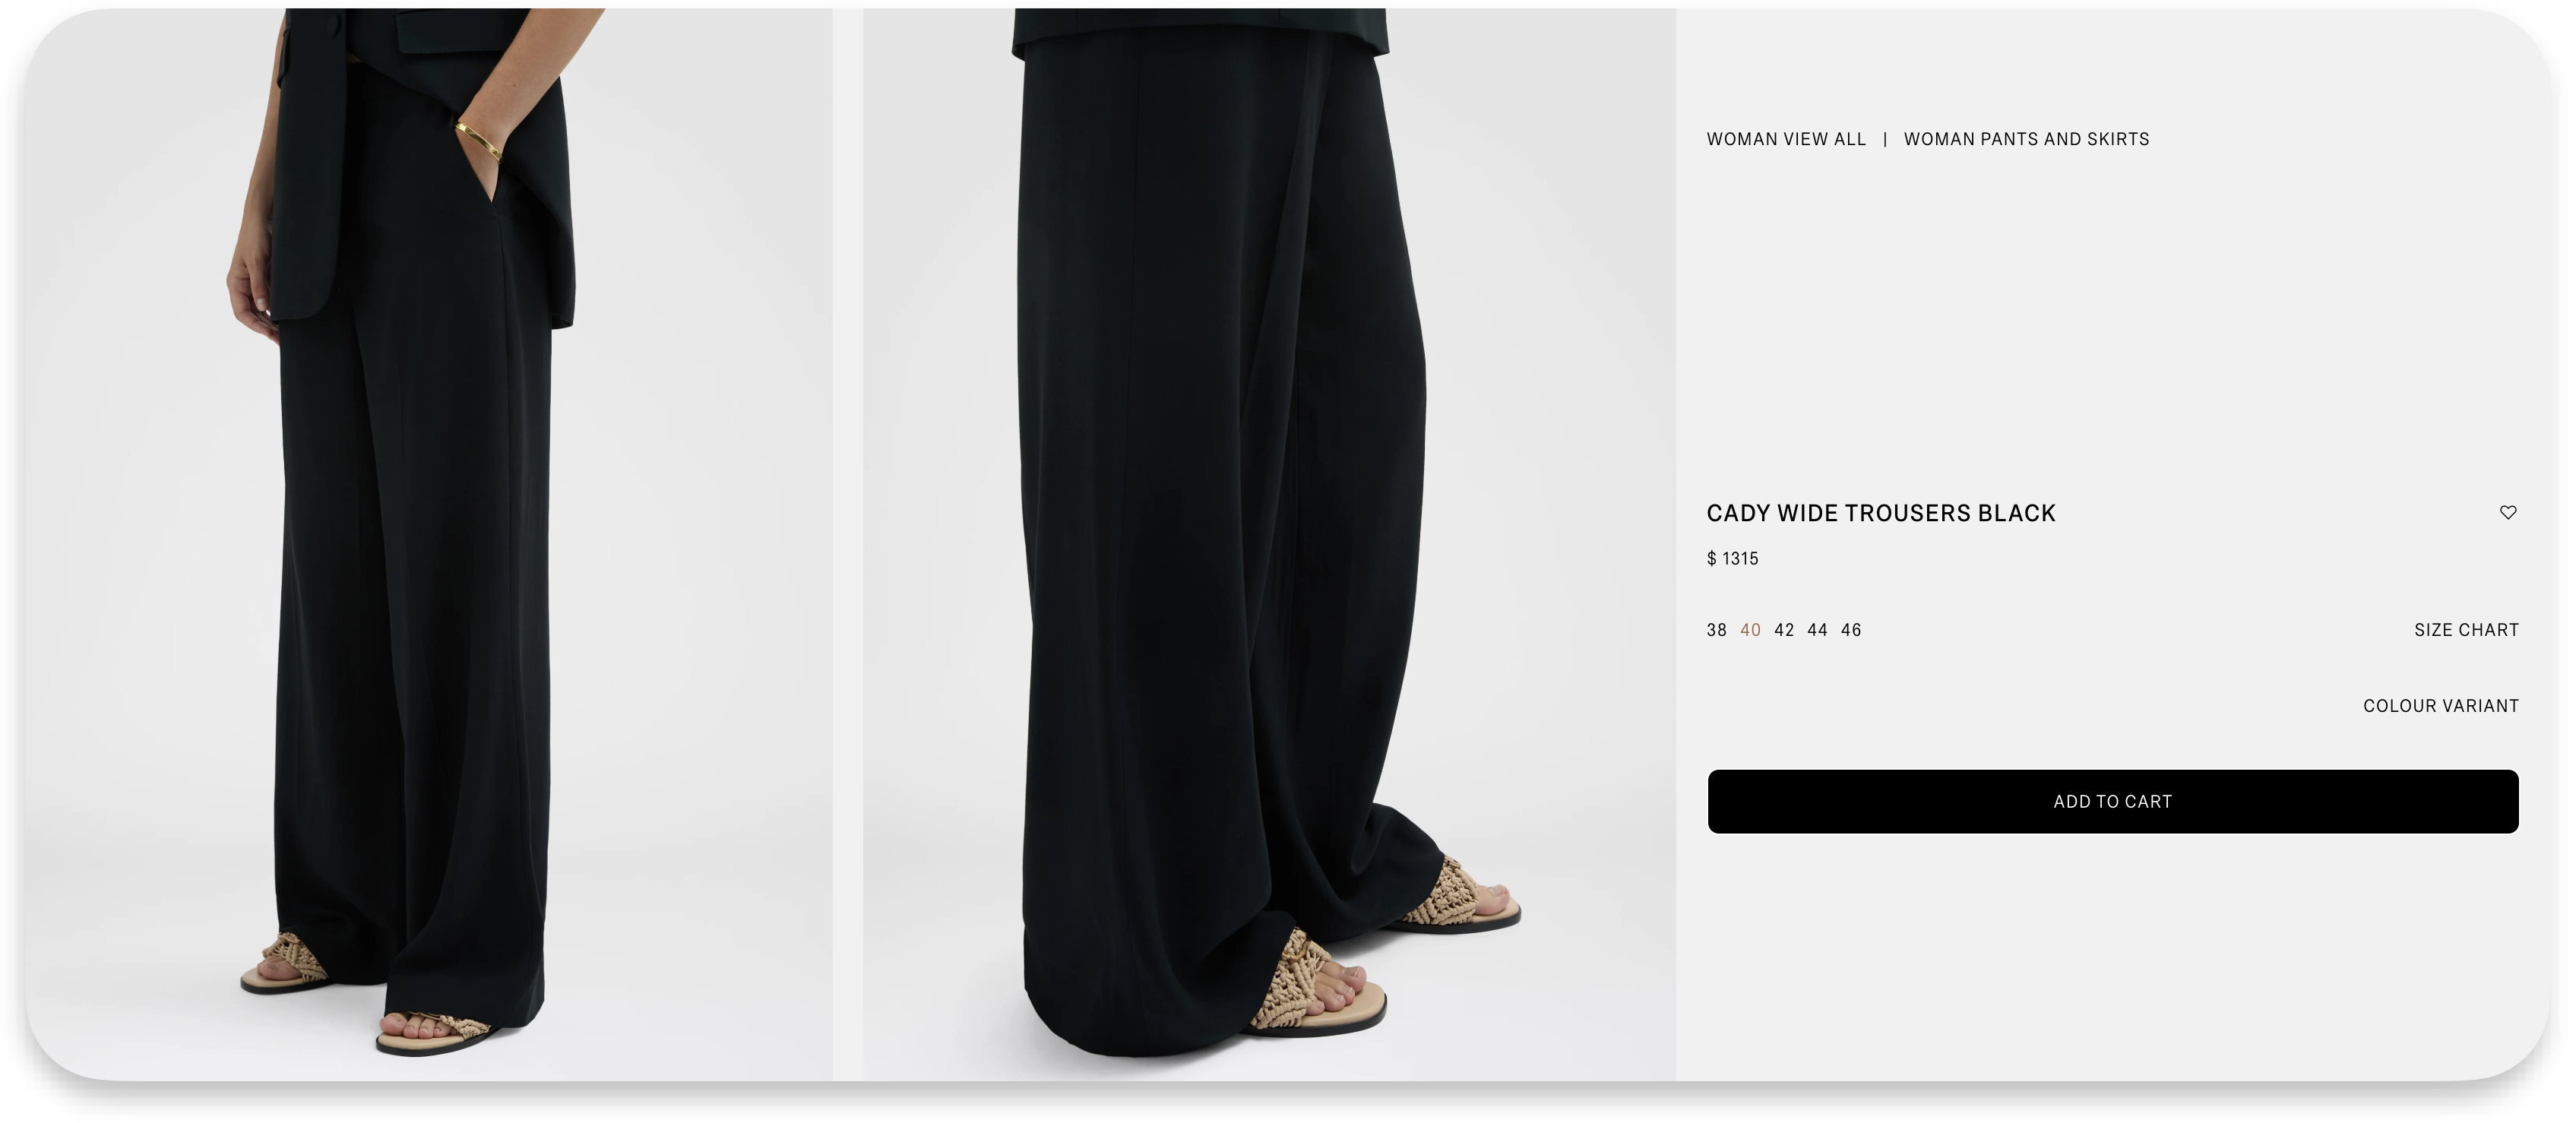 WOMAN VIEW ALL | WOMAN PANTS AND SKIRTS
CADY WIDE TROUSERS BLACK
$ 1315
38 40 42 44 46 SIZE CHART
COLOUR VARIANT
ADD TO CART